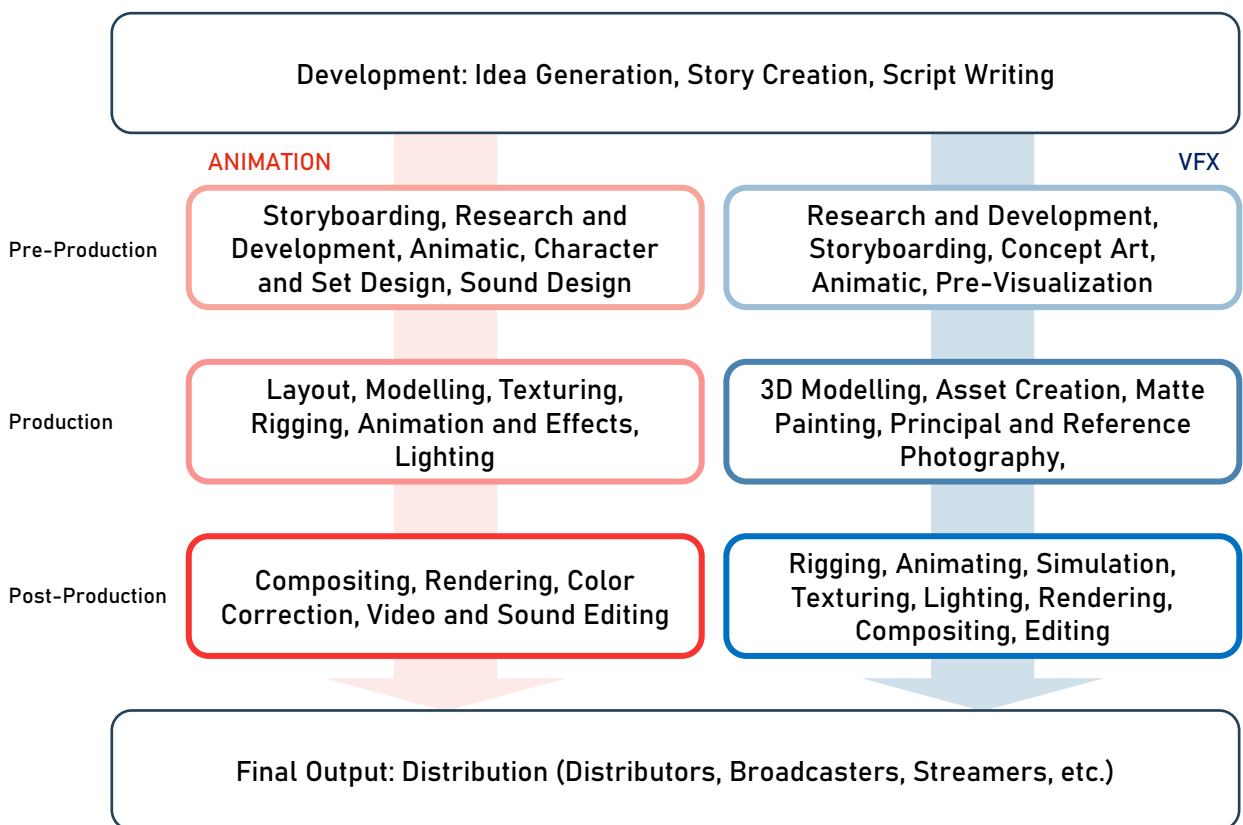 Development: Idea Generation, Story Creation, Script Writing
ANIMATION
VFX
Pre-Production
Storyboarding, Research and
Development, Animatic, Character
and Set Design, Sound Design
Research and Development,
Storyboarding, Concept Art,
Animatic, Pre-Visualization
Production
Layout, Modelling, Texturing,
Rigging, Animation and Effects,
Lighting
3D Modelling, Asset Creation, Matte
Painting, Principal and Reference
Photography,
Post-Production
Compositing, Rendering, Color
Correction, Video and Sound Editing
Rigging, Animating, Simulation,
Texturing, Lighting, Rendering,
Compositing, Editing
Final Output: Distribution (Distributors, Broadcasters, Streamers, etc.)